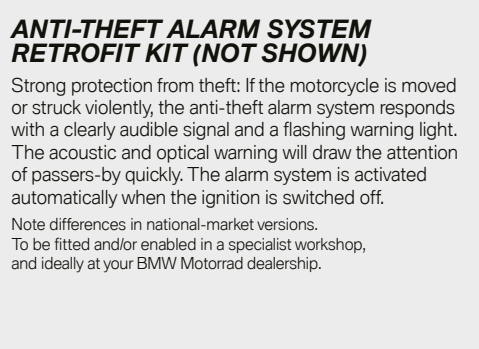 ANTI-THEFT ALARM SYSTEM
RETROFIT KIT (NOT SHOWN)
Strong protection from theft: If the motorcycle is moved
or struck violently, the anti-theft alarm system responds
with a clearly audible signal and a flashing warning light.
The acoustic and optical warning will draw the attention
of passers-by quickly. The alarm system is activated
automatically when the ignition is switched off.
Note differences in national-market versions.
To be fitted and/or enabled in a specialist workshop,
and ideally at your BMW Motorrad dealership.